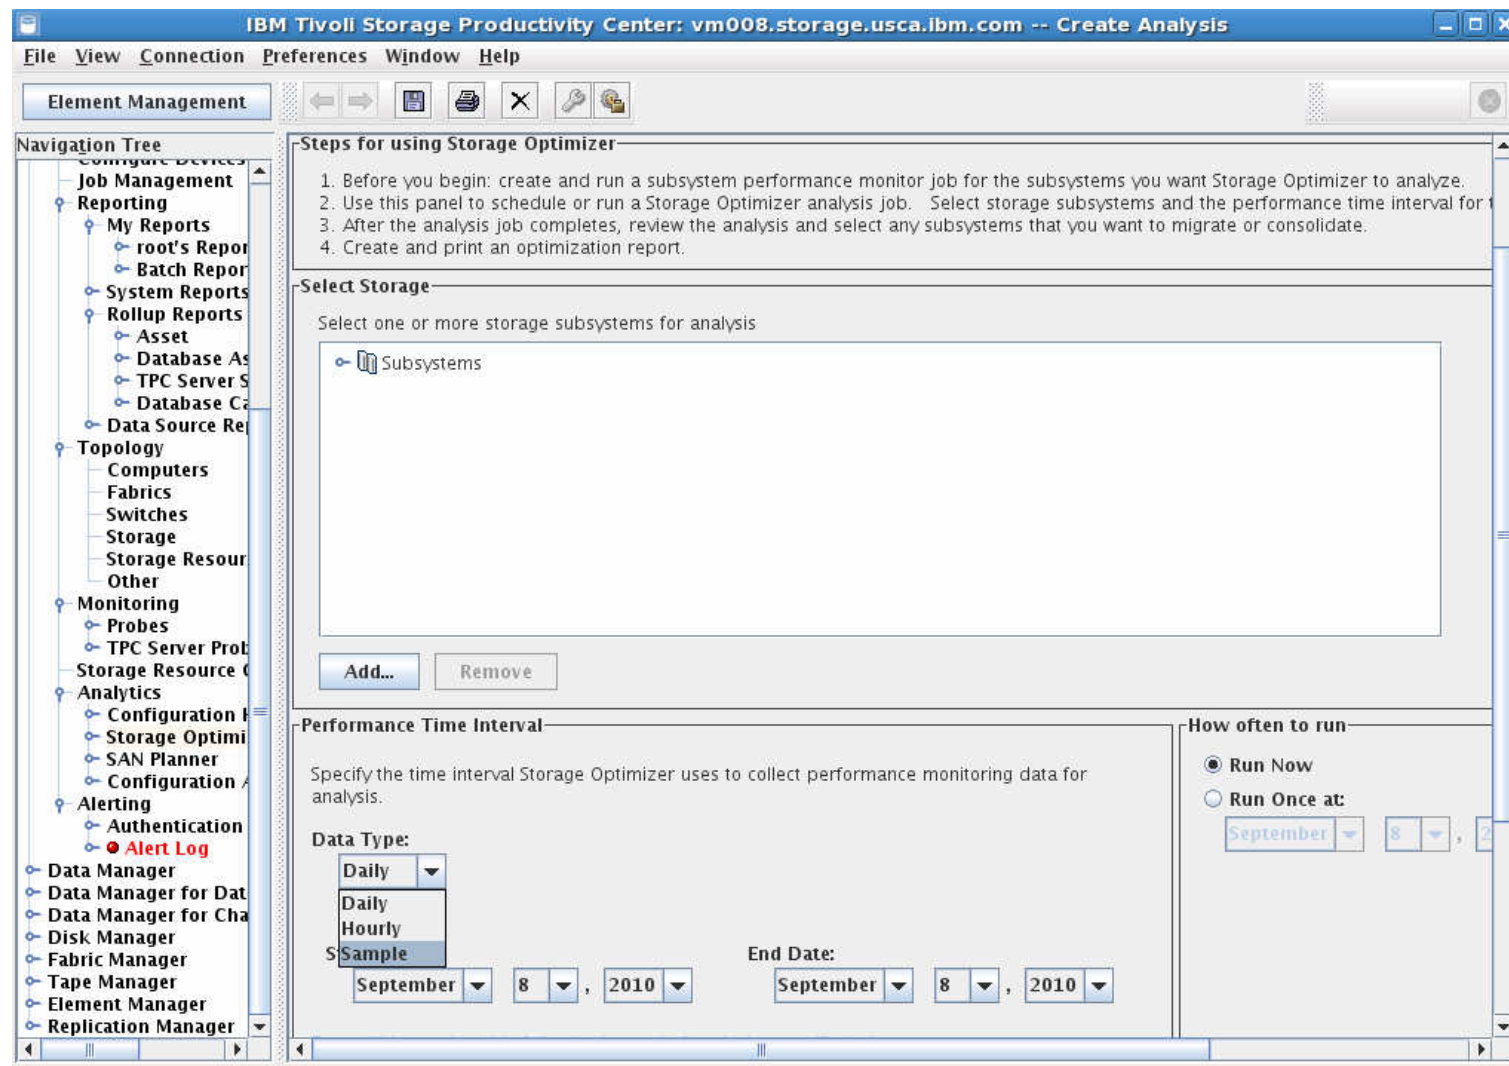 IBM Tivoli Storage Productivity Center: vm008.storage.usca.ibm.com -- Create Analysis
File View Connection Preferences Window Help
Element Management
Navigation Tree
Configure Devices
Job Management
Reporting
My Reports
root's Repor
Batch Repor
System Reports
Rollup Reports
Asset
Database As
TPC Server S
Database Ca
Data Source Rep
Topology
Computers
Fabrics
Switches
Storage
Storage Resour
Other
Monitoring
Probes
TPC Server Prob
Storage Resource
Analytics
Configuration
Storage Optimi
SAN Planner
Configuration
Alerting
Authentication
Alert Log
Data Manager
Data Manager for Dat
Data Manager for Cha
Disk Manager
Fabric Manager
Tape Manager
Element Manager
Replication Manager
Steps for using Storage Optimizer
1. Before you begin: create and run a subsystem performance monitor job for the subsystems you want Storage Optimizer to analyze.
2. Use this panel to schedule or run a Storage Optimizer analysis job. Select storage subsystems and the performance time interval for
3. After the analysis job completes, review the analysis and select any subsystems that you want to migrate or consolidate.
4. Create and print an optimization report.
Select Storage
Select one or more storage subsystems for analysis
Subsystems
Add... Remove
Performance Time Interval
Specify the time interval Storage Optimizer uses to collect performance monitoring data for
analysis.
Data Type:
Daily
Daily
Hourly
Sample
End Date:
September 8 , 2010 September 8 , 2010
How often to run
Run Now
Run Once at:
September 8 , 2